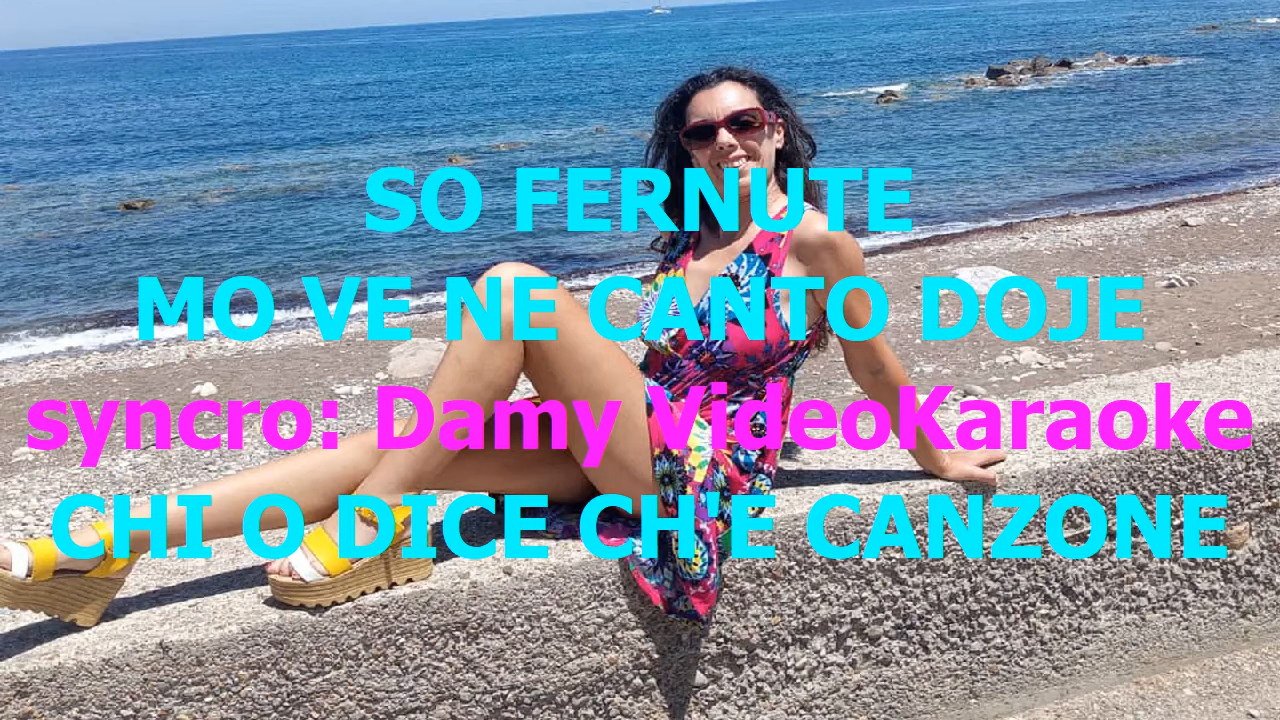 SO FERNUTE
MO VE NE CANTO DOJE
syncro: Damy VideoKaraoke
CHI O DICE CH'E CANZONE